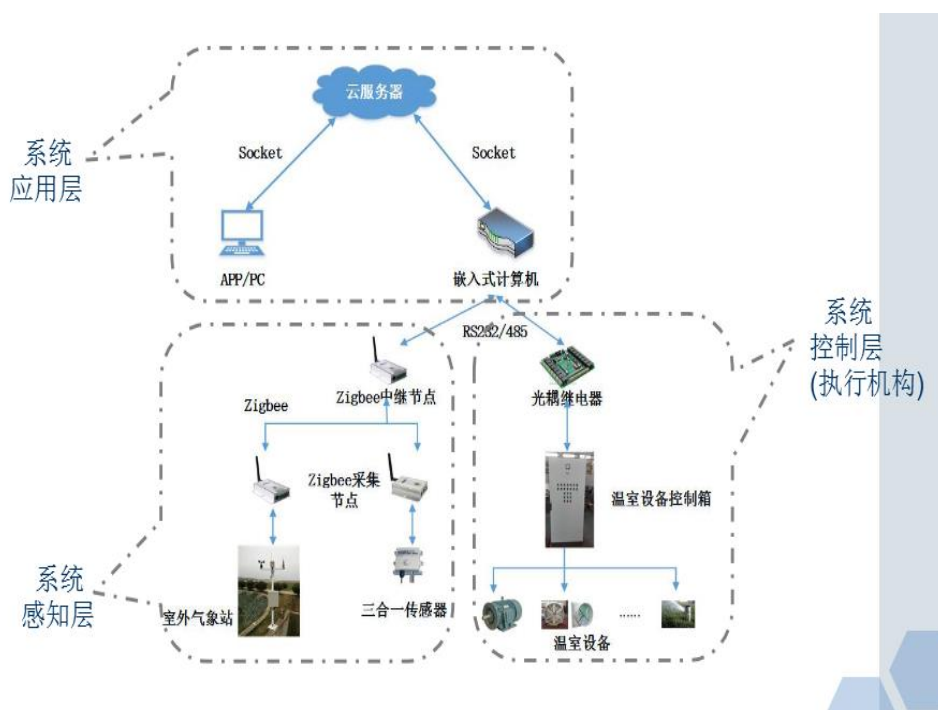 云服务器
Socket
Socket
系统
应用层
APP/PC
嵌入式计算机
RS232/485
系统
控制层
(执行机构)
Zigbee中继节点
光耦继电器
Zigbee
Zigbee采集
节点
温室设备控制箱
系统
感知层
室外气象站
三合一传感器
......
温室设备